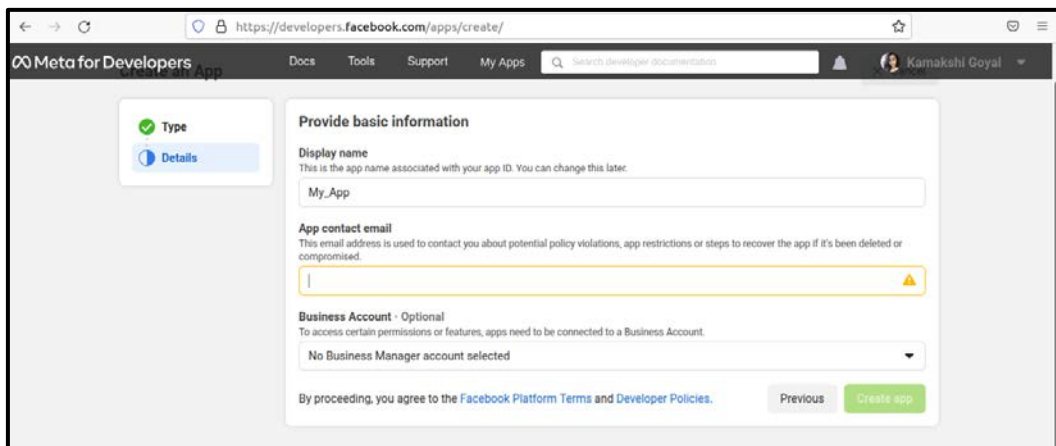 https://developers.facebook.com/apps/create/
Meta for Developers
Docs Tools Support My Apps Search developer documentation Kamakshi Goyal
Create an App Cancel
Type
Details
Provide basic information
Display name
This is the app name associated with your app ID. You can change this later.
My_App
App contact email
This email address is used to contact you about potential policy violations, app restrictions or steps to recover the app if it's been deleted or
compromised.
Business Account - Optional
To access certain permissions or features, apps need to be connected to a Business Account.
No Business Manager account selected
By proceeding, you agree to the Facebook Platform Terms and Developer Policies.
Previous Create app